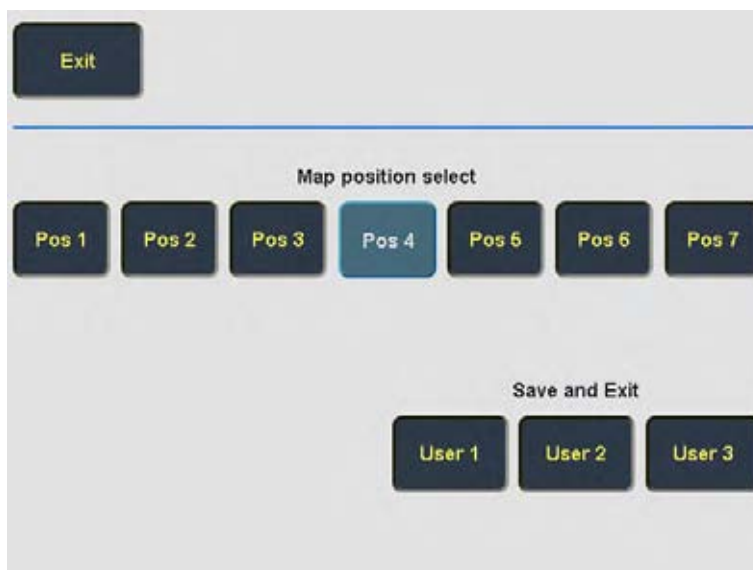 Exit
Map position select
Pos 1 Pos 2 Pos 3 Pos 4 Pos 5 Pos 6 Pos 7
Save and Exit
User 1 User 2 User 3